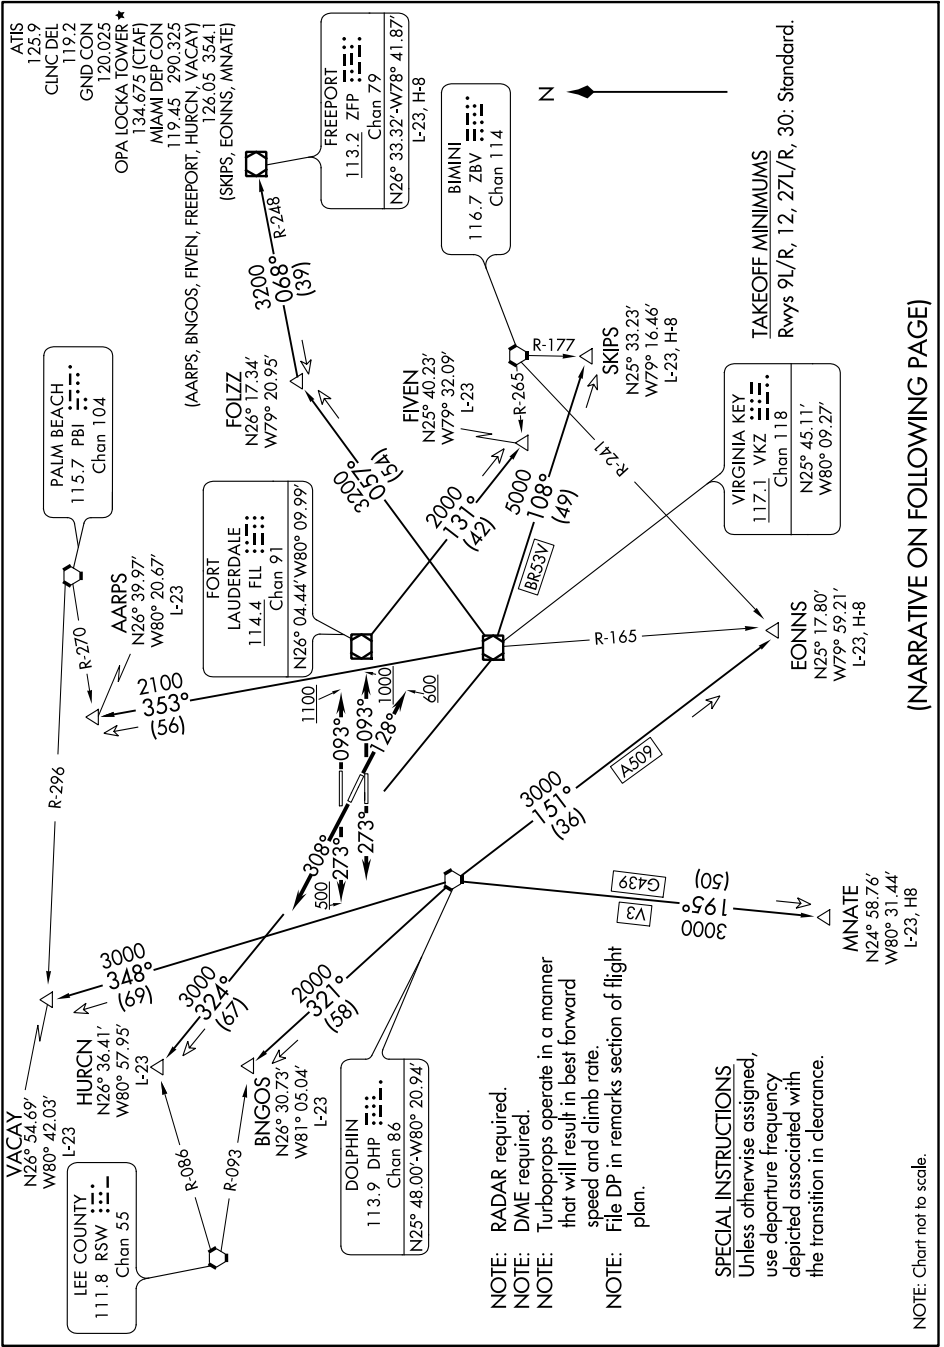 ATIS
125.9
CLNC DEL
119.2
GND CON
120.025
OPA LOCKA TOWER★
134.675 (CTAF)
MIAMI DEP CON
119.45 290.325
(AARPS, BNGOS, FIVEN, FREEPORT, HURCN, VACAY)
126.05 354.1
(SKIPS, EONNS, MNATE)
FREEPORT
113.2 ZFP
Chan 79
N26° 33.32′-W78° 41.87′
L-23, H-8
R-248
3200
068°
(39)
FOLZZ
N26° 17.34′
W79° 20.95′
BIMINI
116.7 ZBV
Chan 114
N
R-177
R-265
R-241
SKIPS
N25° 33.23′
W79° 16.46′
L-23, H-8
TAKEOFF MINIMUMS
Rwys 9L/R, 12, 27L/R, 30: Standard.
PALM BEACH
115.7 PBI
Chan 104
R-270
R-296
AARPS
N26° 39.97′
W80° 20.67′
L-23
FORT
LAUDERDALE
114.4 FLL
Chan 91
N26° 04.44′W80° 09.99′
3200
057°
(54)
FIVEN
N25° 40.23′
W79° 32.09′
L-23
2000
131°
(42)
5000
108°
(49)
BR53V
VIRGINIA KEY
117.1 VKZ
Chan 118
N25° 45.11′
W80° 09.27′
R-165
EONNS
N25° 17.80′
W79° 59.21′
L-23, H-8
2100
353°
(56)
1100
1000
600
093°
093°
128°
308°
273°
273°
500
3000
151°
(36)
A509
3000
348°
(69)
3000
324°
(67)
2000
321°
(58)
G439
V3
(50)
195°
3000
MNATE
N24° 58.76′
W80° 31.44′
L-23, H8
VACAY
N26° 54.69′
W80° 42.03′
L-23
HURCN
N26° 36.41′
W80° 57.95′
L-23
BNGOS
N26° 30.73′
W81° 05.04′
L-23
R-086
R-093
LEE COUNTY
111.8 RSW
Chan 55
DOLPHIN
113.9 DHP
Chan 86
N25° 48.00′-W80° 20.94′
NOTE: RADAR required.
NOTE: DME required.
NOTE: Turboprops operate in a manner
that will result in best forward
speed and climb rate.
NOTE: File DP in remarks section of flight
plan.
SPECIAL INSTRUCTIONS
Unless otherwise assigned,
use departure frequency
depicted associated with
the transition in clearance.
(NARRATIVE ON FOLLOWING PAGE)
NOTE: Chart not to scale.